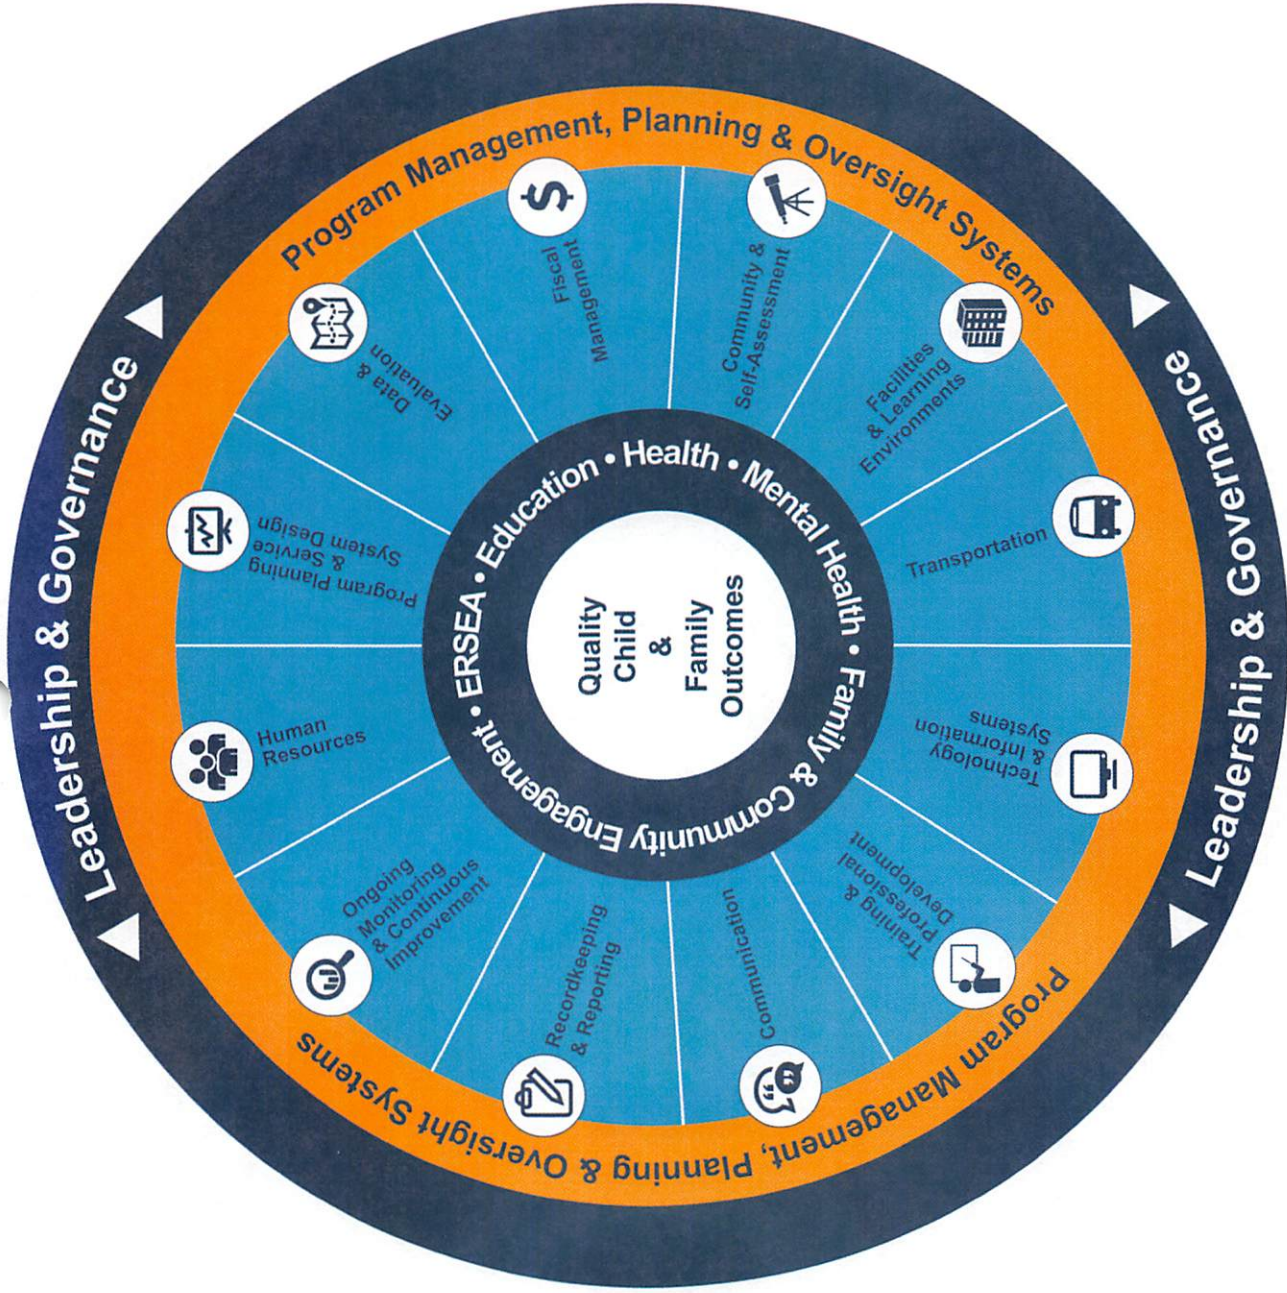 Leadership & Governance
Program Management, Planning & Oversight Systems
Fiscal
Management
Community &
Self-Assessment
Facilities
& Learning
Environments
Transportation
Technology
& Information
Systems
Training &
Professional
Development
Communication
Recordkeeping
& Reporting
Ongoing
Monitoring
& Continuous
Improvement
Human
Resources
Program Planning
& Service
System Design
Data &
Evaluation
ERSEA • Education • Health • Mental Health • Family & Community Engagement •
Quality
Child
&
Family
Outcomes
Program Management, Planning & Oversight Systems
Leadership & Governance